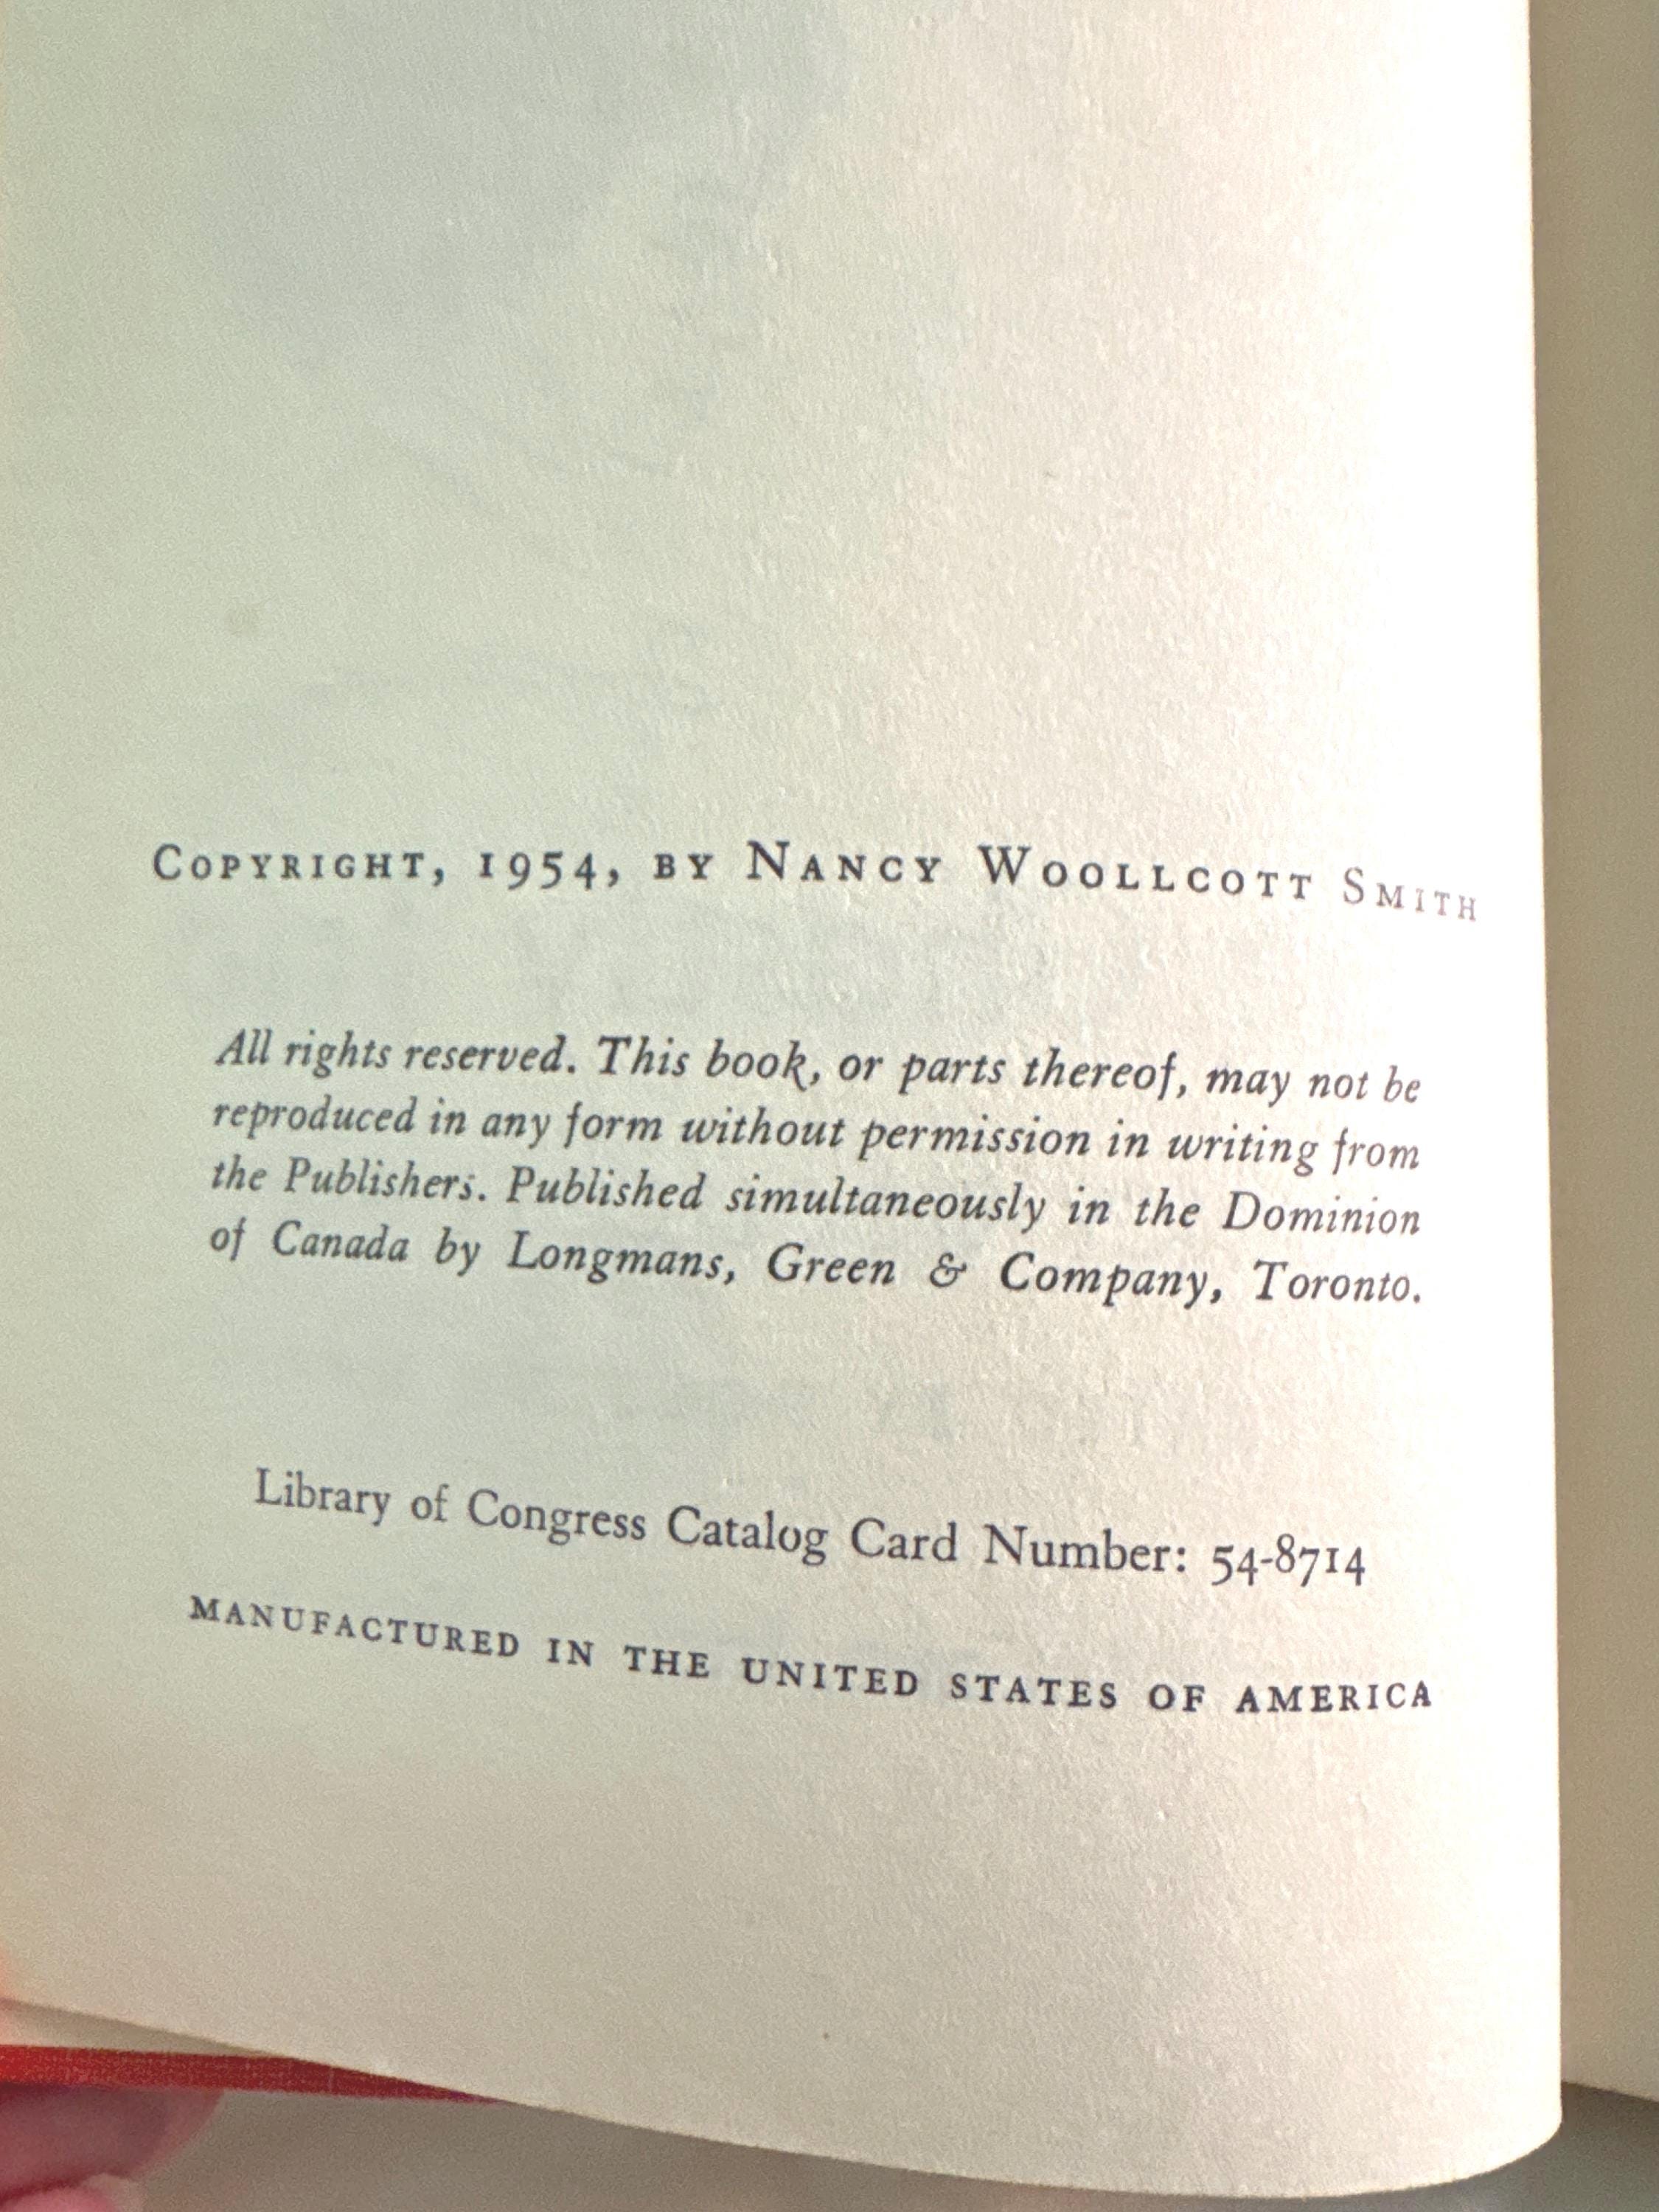 Copyright, 1954, by Nancy Woollcott Smith
All rights reserved. This book, or parts thereof, may not be
reproduced in any form without permission in writing from
the Publishers. Published simultaneously in the Dominion
of Canada by Longmans, Green & Company, Toronto.
Library of Congress Catalog Card Number: 54-8714
MANUFACTURED IN THE UNITED STATES OF AMERICA